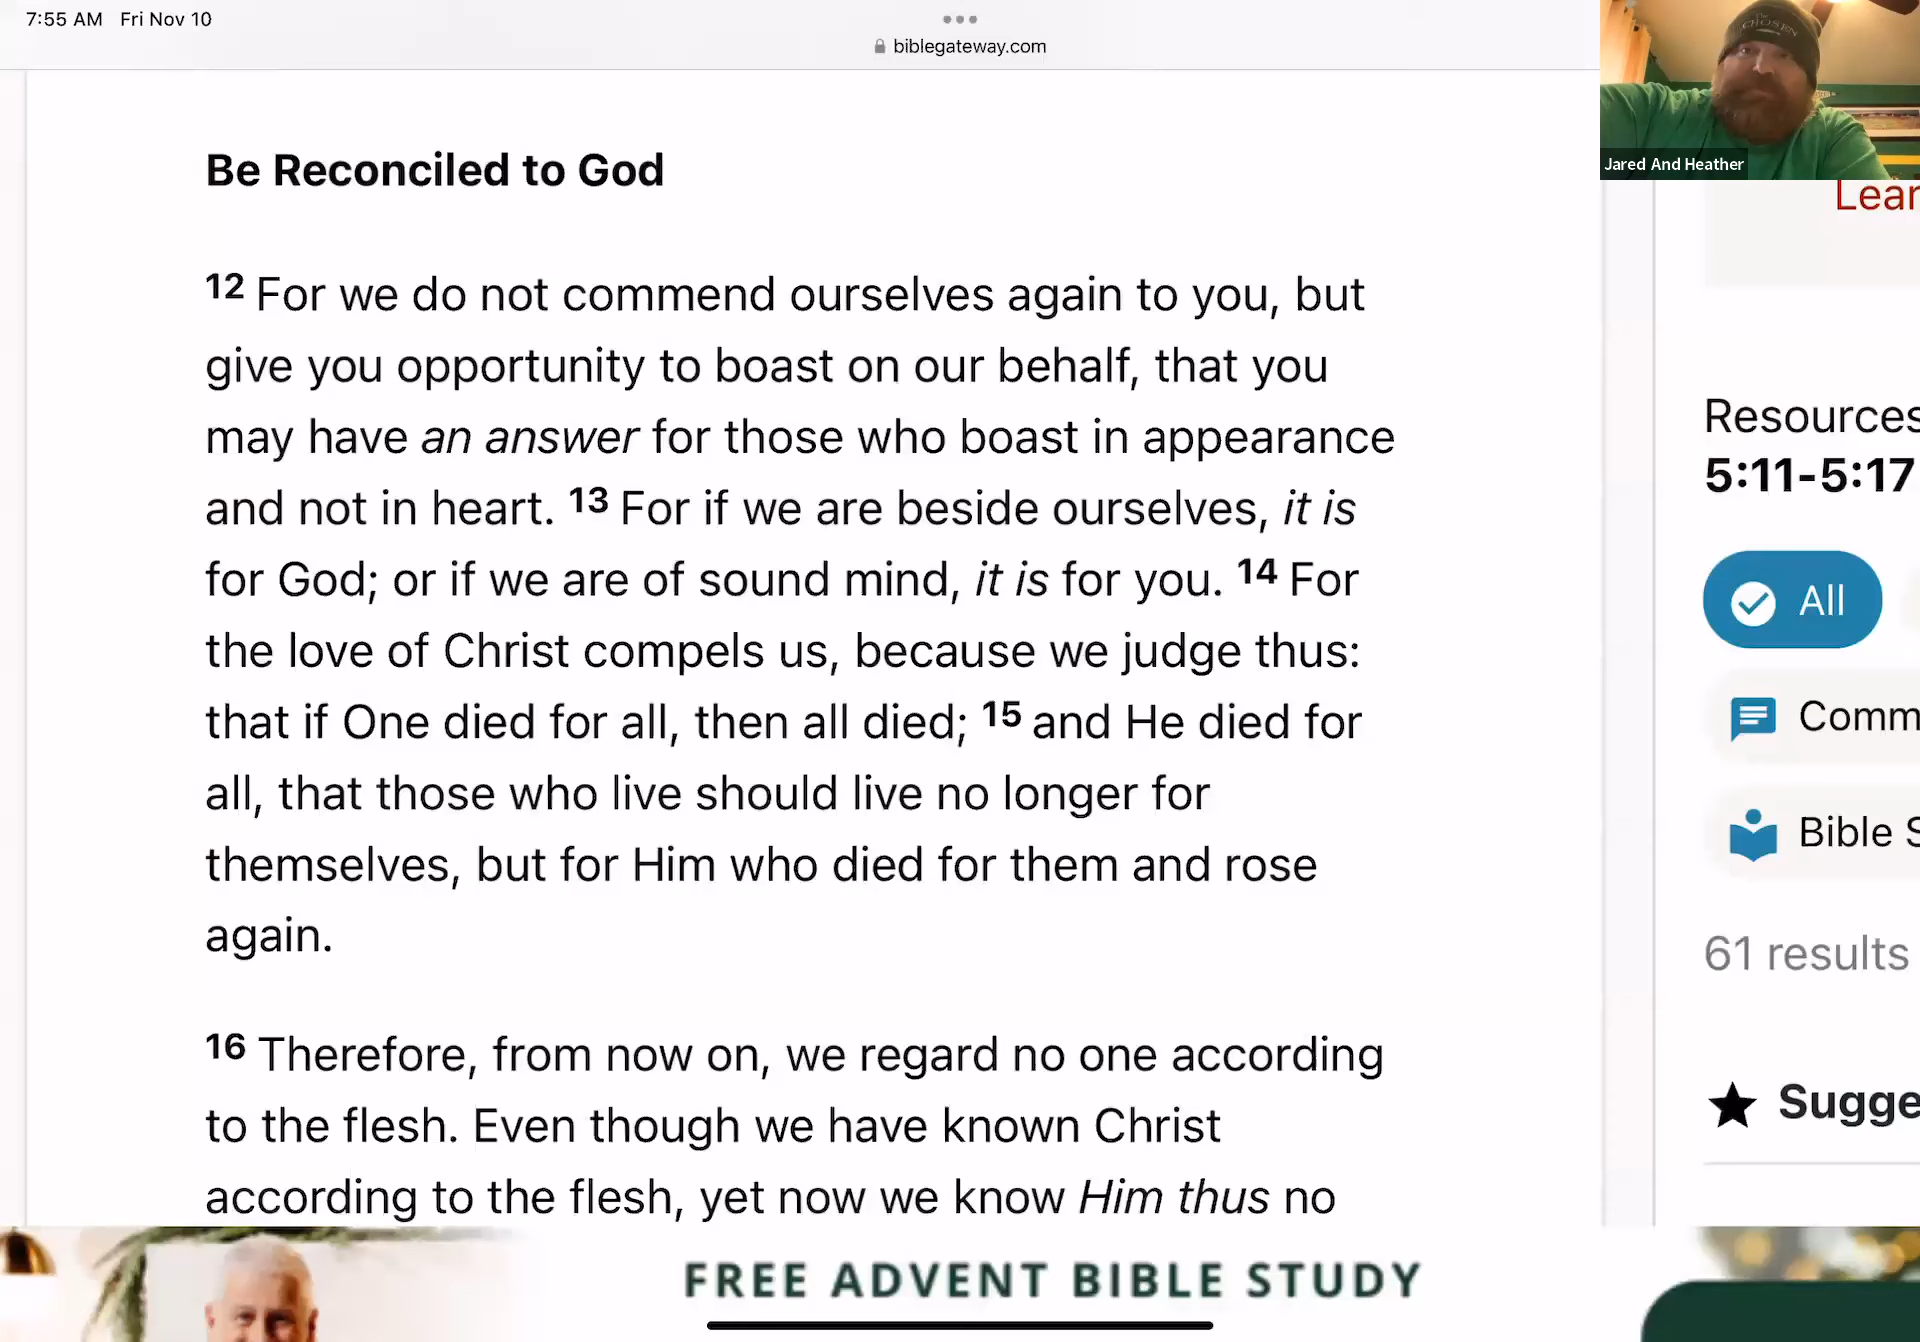 7:55 AM Fri Nov 10
biblegateway.com
CHOSEN
Jared And Heather
Be Reconciled to God
12 For we do not commend ourselves again to you, but
give you opportunity to boast on our behalf, that you
may have an answer for those who boast in appearance
and not in heart. 13 For if we are beside ourselves, it is
for God; or if we are of sound mind, it is for you. 14 For
the love of Christ compels us, because we judge thus:
that if One died for all, then all died; 15 and He died for
all, that those who live should live no longer for
themselves, but for Him who died for them and rose
again.
16 Therefore, from now on, we regard no one according
to the flesh. Even though we have known Christ
according to the flesh, yet now we know Him thus no
Lear
Resources
5:11-5:17
All
Comm
Bible S
61 results
Sugge
FREE ADVENT BIBLE STUDY